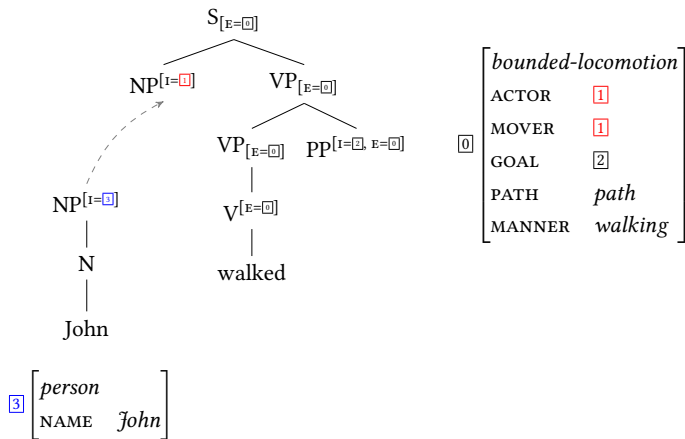 S[E=0]
NP[I=1] VP[E=0]
VP[E=0] PP[I=2, E=0]
NP[I=3] V[E=0]
N walked
John
0 bounded-locomotion
ACTOR 1
MOVER 1
GOAL 2
PATH path
MANNER walking
3 person
NAME John